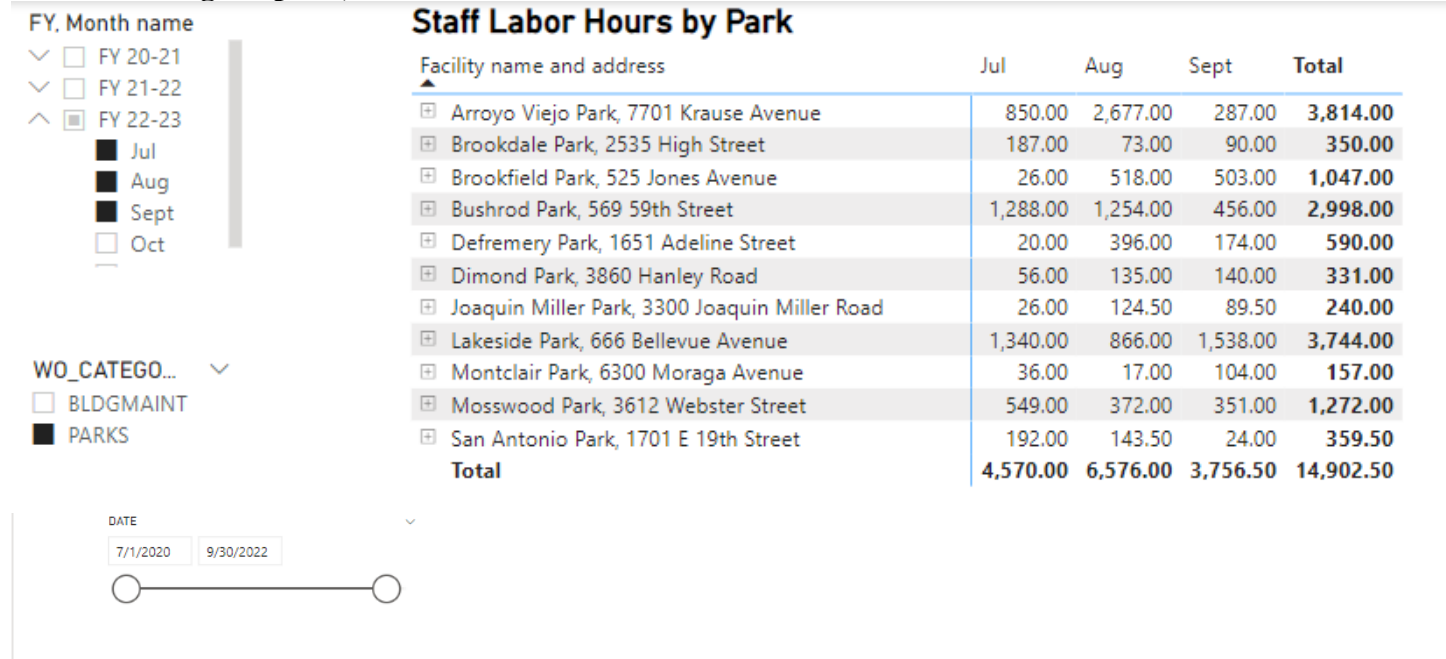 FY, Month name
FY 20-21
FY 21-22
FY 22-23
Jul
Aug
Sept
Oct
WO_CATEGO...
BLDGMAINT
PARKS
Staff Labor Hours by Park
Facility name and address Jul Aug Sept Total
Arroyo Viejo Park, 7701 Krause Avenue 850.00 2,677.00 287.00 3,814.00
Brookdale Park, 2535 High Street 187.00 73.00 90.00 350.00
Brookfield Park, 525 Jones Avenue 26.00 518.00 503.00 1,047.00
Bushrod Park, 569 59th Street 1,288.00 1,254.00 456.00 2,998.00
Defremery Park, 1651 Adeline Street 20.00 396.00 174.00 590.00
Dimond Park, 3860 Hanley Road 56.00 135.00 140.00 331.00
Joaquin Miller Park, 3300 Joaquin Miller Road 26.00 124.50 89.50 240.00
Lakeside Park, 666 Bellevue Avenue 1,340.00 866.00 1,538.00 3,744.00
Montclair Park, 6300 Moraga Avenue 36.00 17.00 104.00 157.00
Mosswood Park, 3612 Webster Street 549.00 372.00 351.00 1,272.00
San Antonio Park, 1701 E 19th Street 192.00 143.50 24.00 359.50
Total 4,570.00 6,576.00 3,756.50 14,902.50
DATE
7/1/2020 9/30/2022